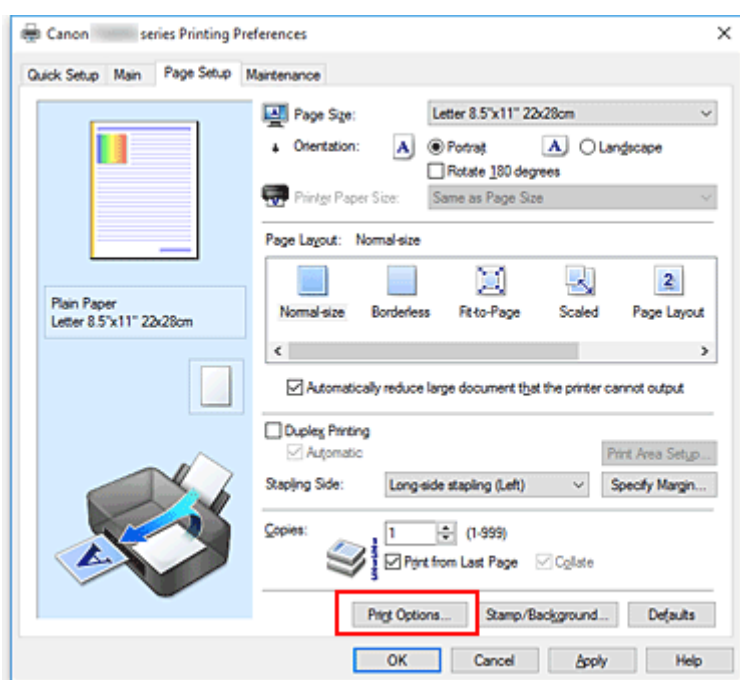 Canon series Printing Preferences
Quick Setup Main Page Setup Maintenance
Page Size: Letter 8.5"x11" 22x28cm
Orientation: A Portrait A Landscape
Rotate 180 degrees
Printer Paper Size: Same as Page Size
Page Layout: Normal-size
2
Normal-size Borderless Fit-to-Page Scaled Page Layout
Plain Paper
Letter 8.5"x11" 22x28cm
Automatically reduce large document that the printer cannot output
Duplex Printing
Automatic
Print Area Setup...
Stapling Side: Long-side stapling (Left) Specify Margin...
Copies: 1 (1-999)
Print from Last Page Collate
A
Print Options... Stamp/Background... Defaults
OK Cancel Apply Help